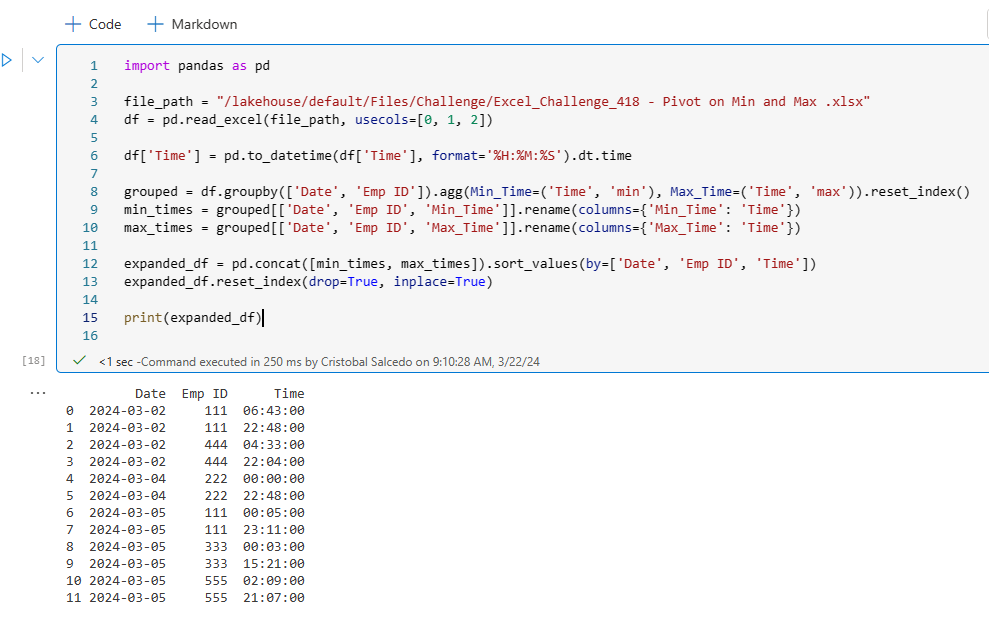 Code Markdown
1 import pandas as pd
2
3 file_path = "/lakehouse/default/Files/Challenge/Excel_Challenge_418 - Pivot on Min and Max .xlsx"
4 df = pd.read_excel(file_path, usecols=[0, 1, 2])
5
6 df['Time'] = pd.to_datetime(df['Time'], format='%H:%M:%S').dt.time
7
8 grouped = df.groupby(['Date', 'Emp ID']).agg(Min_Time=('Time', 'min'), Max_Time=('Time', 'max')).reset_index()
9 min_times = grouped[['Date', 'Emp ID', 'Min_Time']].rename(columns={'Min_Time': 'Time'})
10 max_times = grouped[['Date', 'Emp ID', 'Max_Time']].rename(columns={'Max_Time': 'Time'})
11
12 expanded_df = pd.concat([min_times, max_times]).sort_values(by=['Date', 'Emp ID', 'Time'])
13 expanded_df.reset_index(drop=True, inplace=True)
14
15 print(expanded_df)
16
[18] <1 sec -Command executed in 250 ms by Cristobal Salcedo on 9:10:28 AM, 3/22/24
... Date Emp ID Time
0 2024-03-02 111 06:43:00
1 2024-03-02 111 22:48:00
2 2024-03-02 444 04:33:00
3 2024-03-02 444 22:04:00
4 2024-03-04 222 00:00:00
5 2024-03-04 222 22:48:00
6 2024-03-05 111 00:05:00
7 2024-03-05 111 23:11:00
8 2024-03-05 333 00:03:00
9 2024-03-05 333 15:21:00
10 2024-03-05 555 02:09:00
11 2024-03-05 555 21:07:00